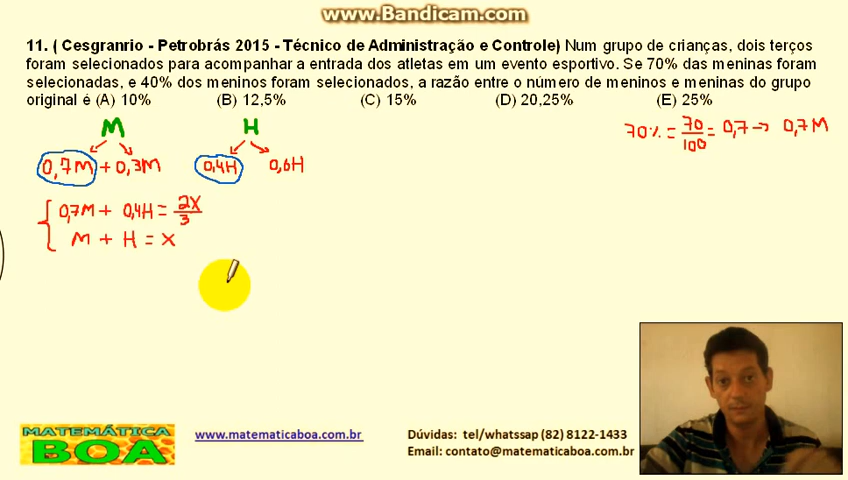 www.Bandicam.com
11. ( Cesgranrio - Petrobrás 2015 - Técnico de Administração e Controle) Num grupo de crianças, dois terços
foram selecionados para acompanhar a entrada dos atletas em um evento esportivo. Se 70% das meninas foram
selecionadas, e 40% dos meninos foram selecionados, a razão entre o número de meninos e meninas do grupo
original é (A) 10% (B) 12,5% (C) 15% (D) 20,25% (E) 25%
M H 70% = 70/100 = 0,7 → 0,7M
0,7M + 0,3M 0,4H 0,6H
0,7M + 0,4H = 2X/3
M + H = X
MATEMÁTICA
BOA
www.matematicaboa.com.br
Dúvidas: tel/whatssap (82) 8122-1433
Email: contato@matematicaboa.com.br